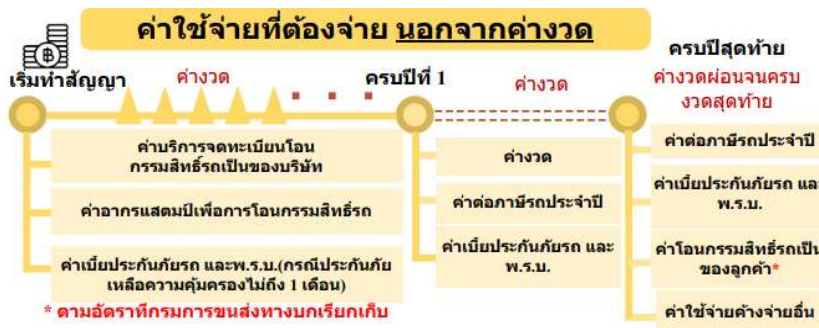 ค่าใช้จ่ายที่ต้องจ่าย นอกจากค่างวด
เริ่มทำสัญญา
ค่างวด
ครบปีที่ 1
ค่างวด
ครบปีสุดท้าย
ค่างวดผ่อนจนครบ
งวดสุดท้าย
ค่าบริการจดทะเบียนโอน
กรรมสิทธิ์รถเป็นของบริษัท
ค่าอากรแสตมป์เพื่อการโอนกรรมสิทธิ์รถ
ค่าเบี้ยประกันภัยรถ และพ.ร.บ.(กรณีประกันภัย
เหลือความคุ้มครองไม่ถึง 1 เดือน)
* ตามอัตราที่กรมการขนส่งทางบกเรียกเก็บ
ค่างวด
ค่าต่อภาษีรถประจำปี
ค่าเบี้ยประกันภัยรถ และ
พ.ร.บ.
ค่าต่อภาษีรถประจำปี
ค่าเบี้ยประกันภัยรถ และ
พ.ร.บ.
ค่าโอนกรรมสิทธิ์รถเป็น
ของลูกค้า*
ค่าใช้จ่ายค้างจ่ายอื่น